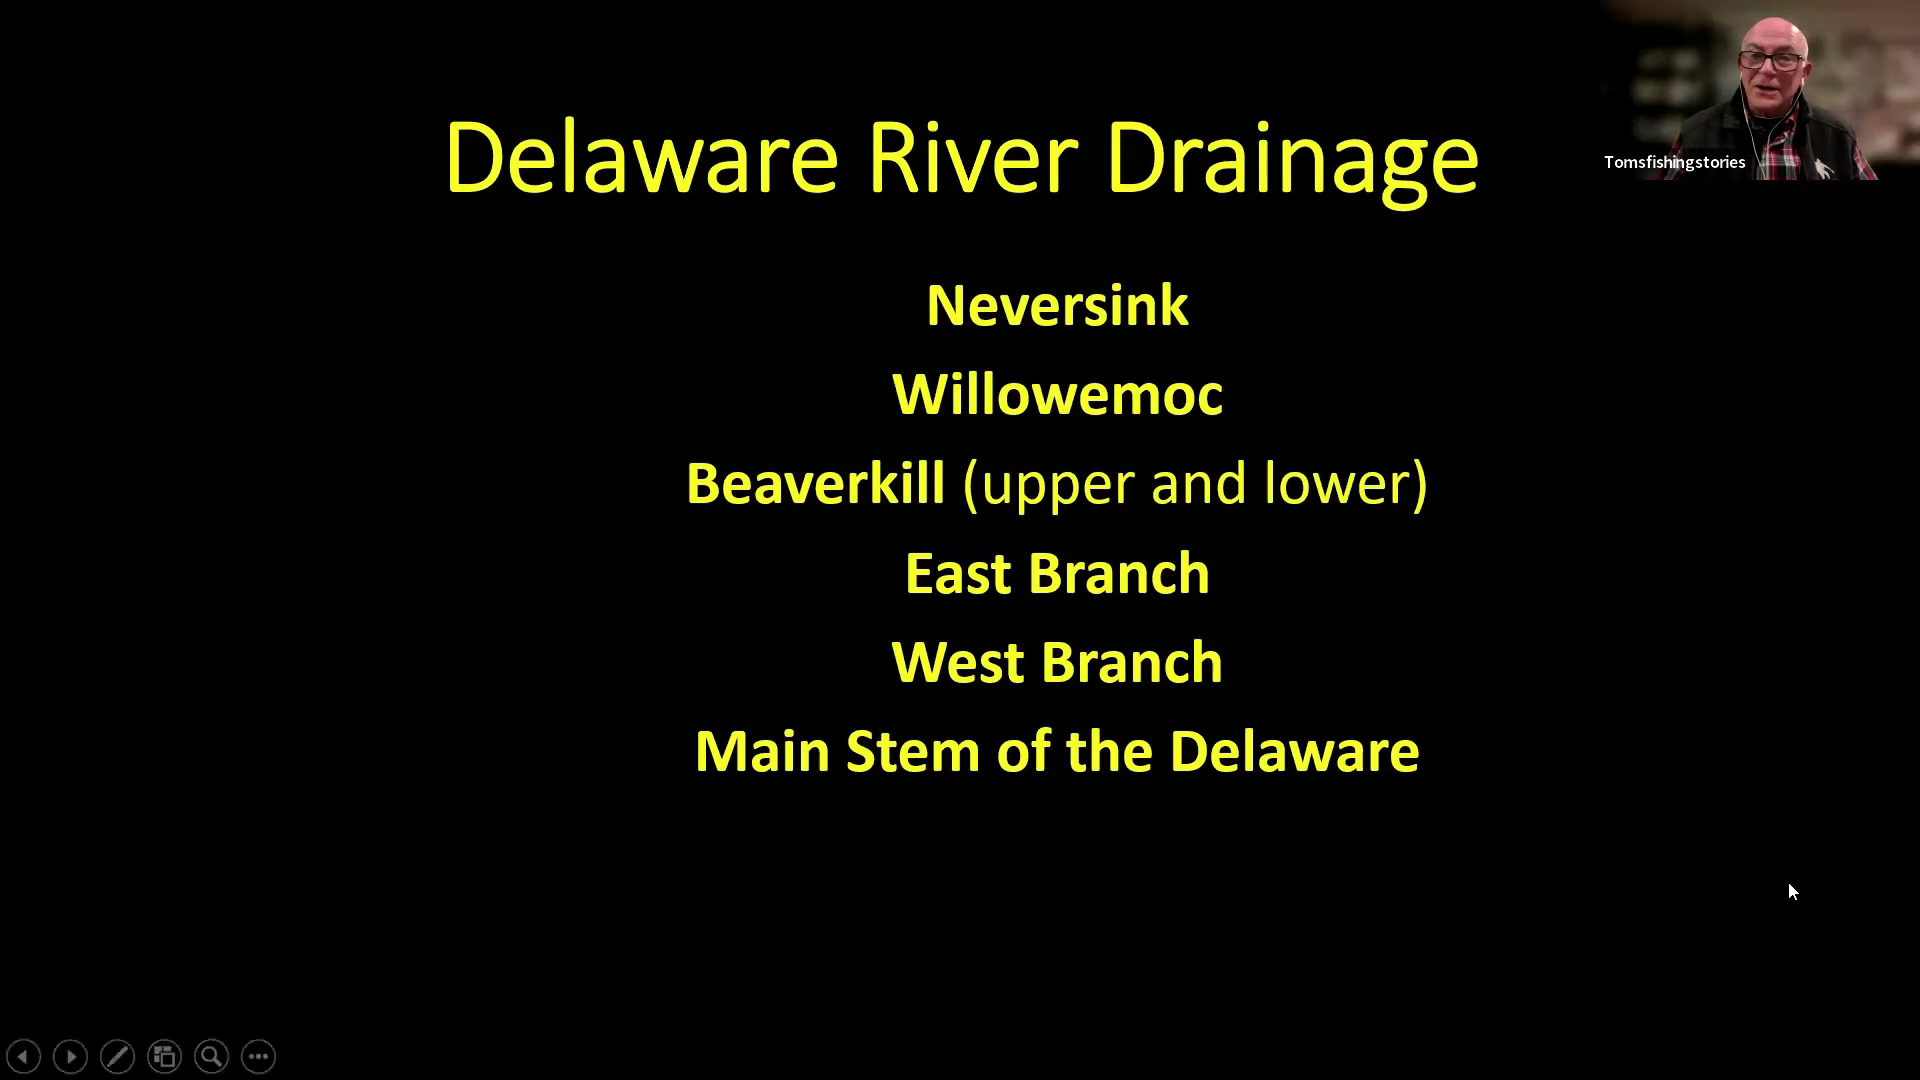 Delaware River Drainage
Tomsfishingstories
Neversink
Willowemoc
Beaverkill (upper and lower)
East Branch
West Branch
Main Stem of the Delaware